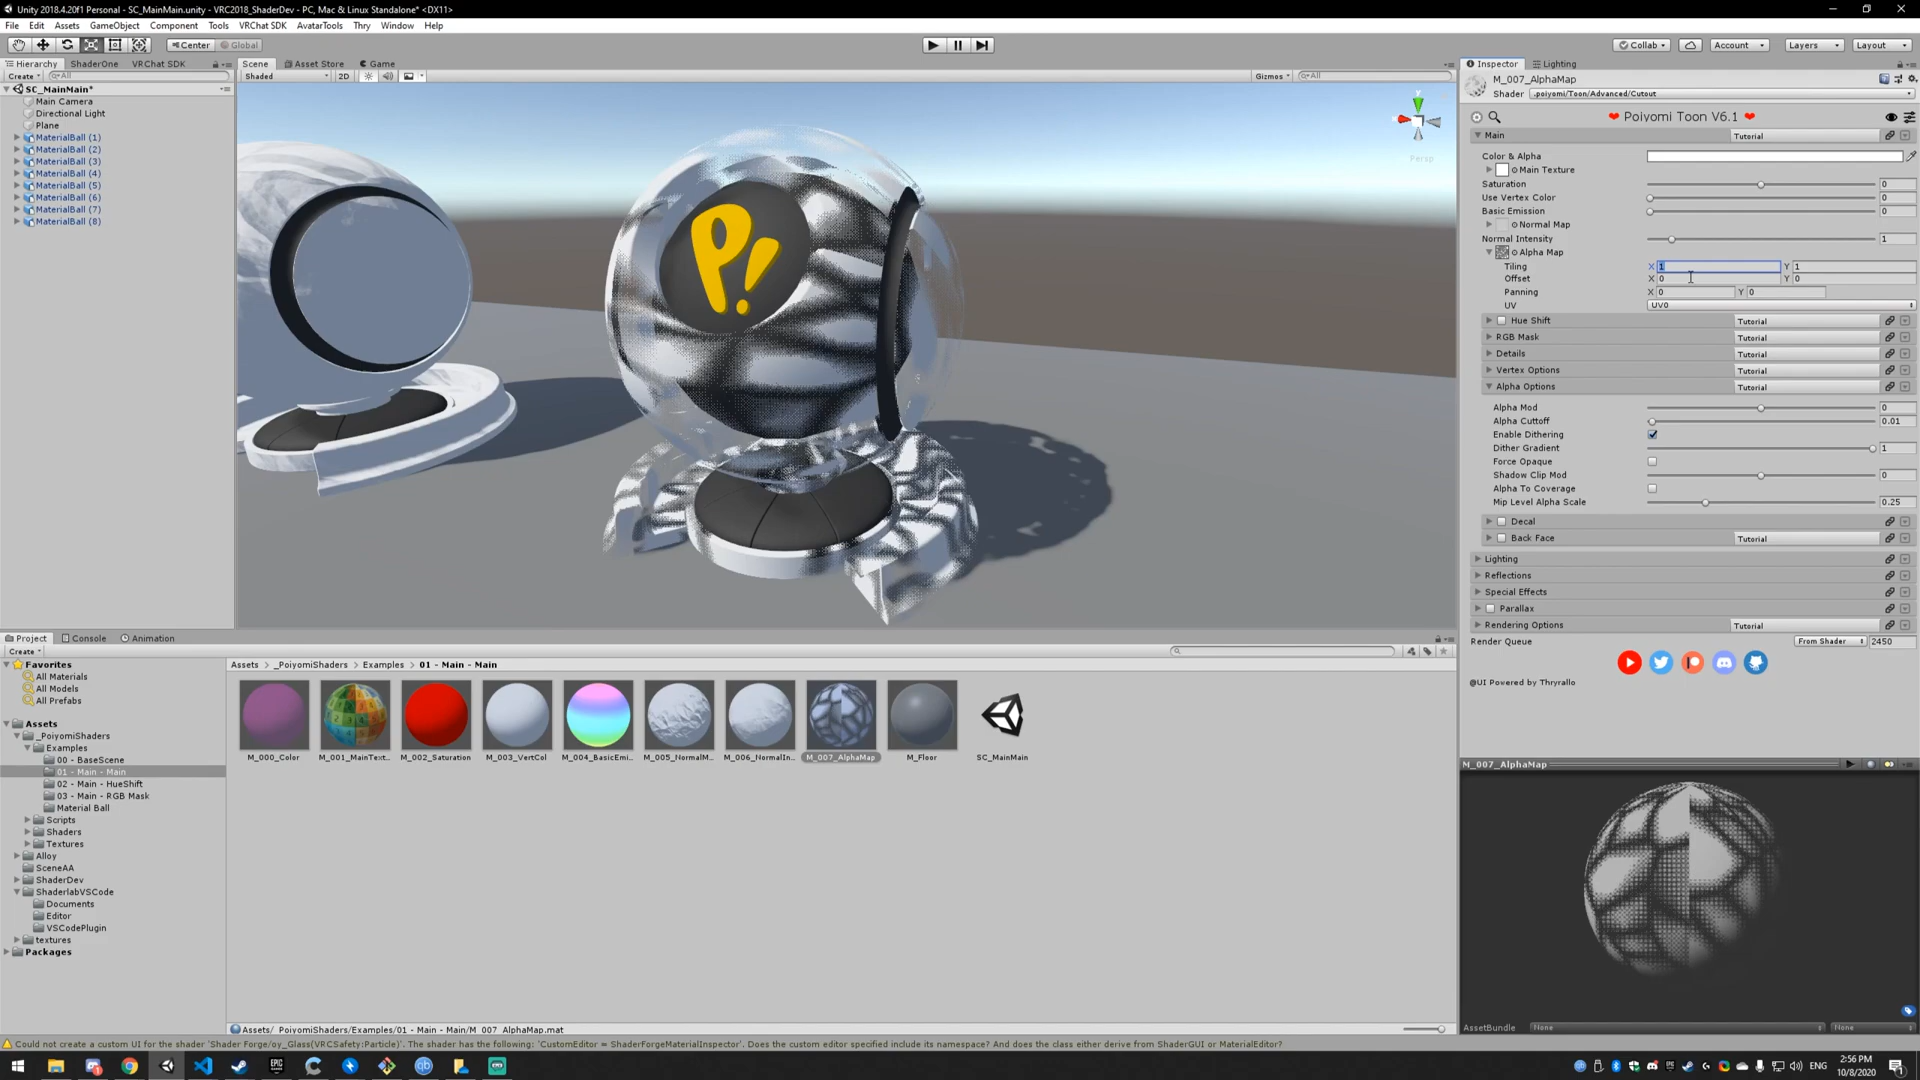 Unity 2018.4.20f1 Personal - SC_MainMain.unity - VRC2018_ShaderDev - PC, Mac & Linux Standalone* <DX11>
File Edit Assets GameObject Component Tools VRChat SDK AvatarTools Thry Window Help
Center Global Collab Account Layers Layout
Hierarchy ShaderOne VRChat SDK Scene Asset Store Game Inspector Lighting
Create All Shaded 2D Gizmos All
SC_MainMain*
Main Camera
Directional Light
Plane
MaterialBall (1)
MaterialBall (2)
MaterialBall (3)
MaterialBall (4)
MaterialBall (5)
MaterialBall (6)
MaterialBall (7)
MaterialBall (8)
P!
y
Persp
M_007_AlphaMap
Shader .poiyomi/Toon/Advanced/Cutout
Poiyomi Toon V6.1
Main Tutorial
Color & Alpha
Main Texture
Saturation 0
Use Vertex Color 0
Basic Emission 0
Normal Map
Normal Intensity 1
Alpha Map
Tiling X 1 Y 1
Offset X 0 Y 0
Panning X 0 Y 0
UV UV0
Hue Shift Tutorial
RGB Mask Tutorial
Details Tutorial
Vertex Options Tutorial
Alpha Options Tutorial
Alpha Mod 0
Alpha Cuttoff 0.01
Enable Dithering
Dither Gradient 1
Force Opaque
Shadow Clip Mod 0
Alpha To Coverage
Mip Level Alpha Scale 0.25
Decal
Back Face Tutorial
Lighting
Reflections
Special Effects
Parallax
Rendering Options Tutorial
Render Queue From Shader 2450
@UI Powered by Thryrallo
Project Console Animation
Create
Favorites
All Materials
All Models
All Prefabs
Assets
_PoiyomiShaders
Examples
00 - BaseScene
01 - Main - Main
02 - Main - HueShift
03 - Main - RGB Mask
Material Ball
Scripts
Shaders
Textures
Alloy
SceneAA
ShaderDev
ShaderlabVSCode
Documents
Editor
VSCodePlugin
textures
Packages
Assets _PoiyomiShaders Examples 01 - Main - Main
M_000_Color M_001_MainText... M_002_Saturation M_003_VertCol M_004_BasicEmi... M_005_NormalM... M_006_NormalIn... M_007_AlphaMap M_Floor SC_MainMain
Assets/_PoiyomiShaders/Examples/01 - Main - Main/M_007_AlphaMap.mat
M_007_AlphaMap
AssetBundle None None
Could not create a custom UI for the shader 'Shader Forge/oy_Glass(VRCSafety:Particle)'. The shader has the following: 'CustomEditor = ShaderForgeMaterialInspector'. Does the custom editor specified include its namespace? And does the class either derive from ShaderGUI or MaterialEditor?
ENG
2:56 PM
10/8/2020